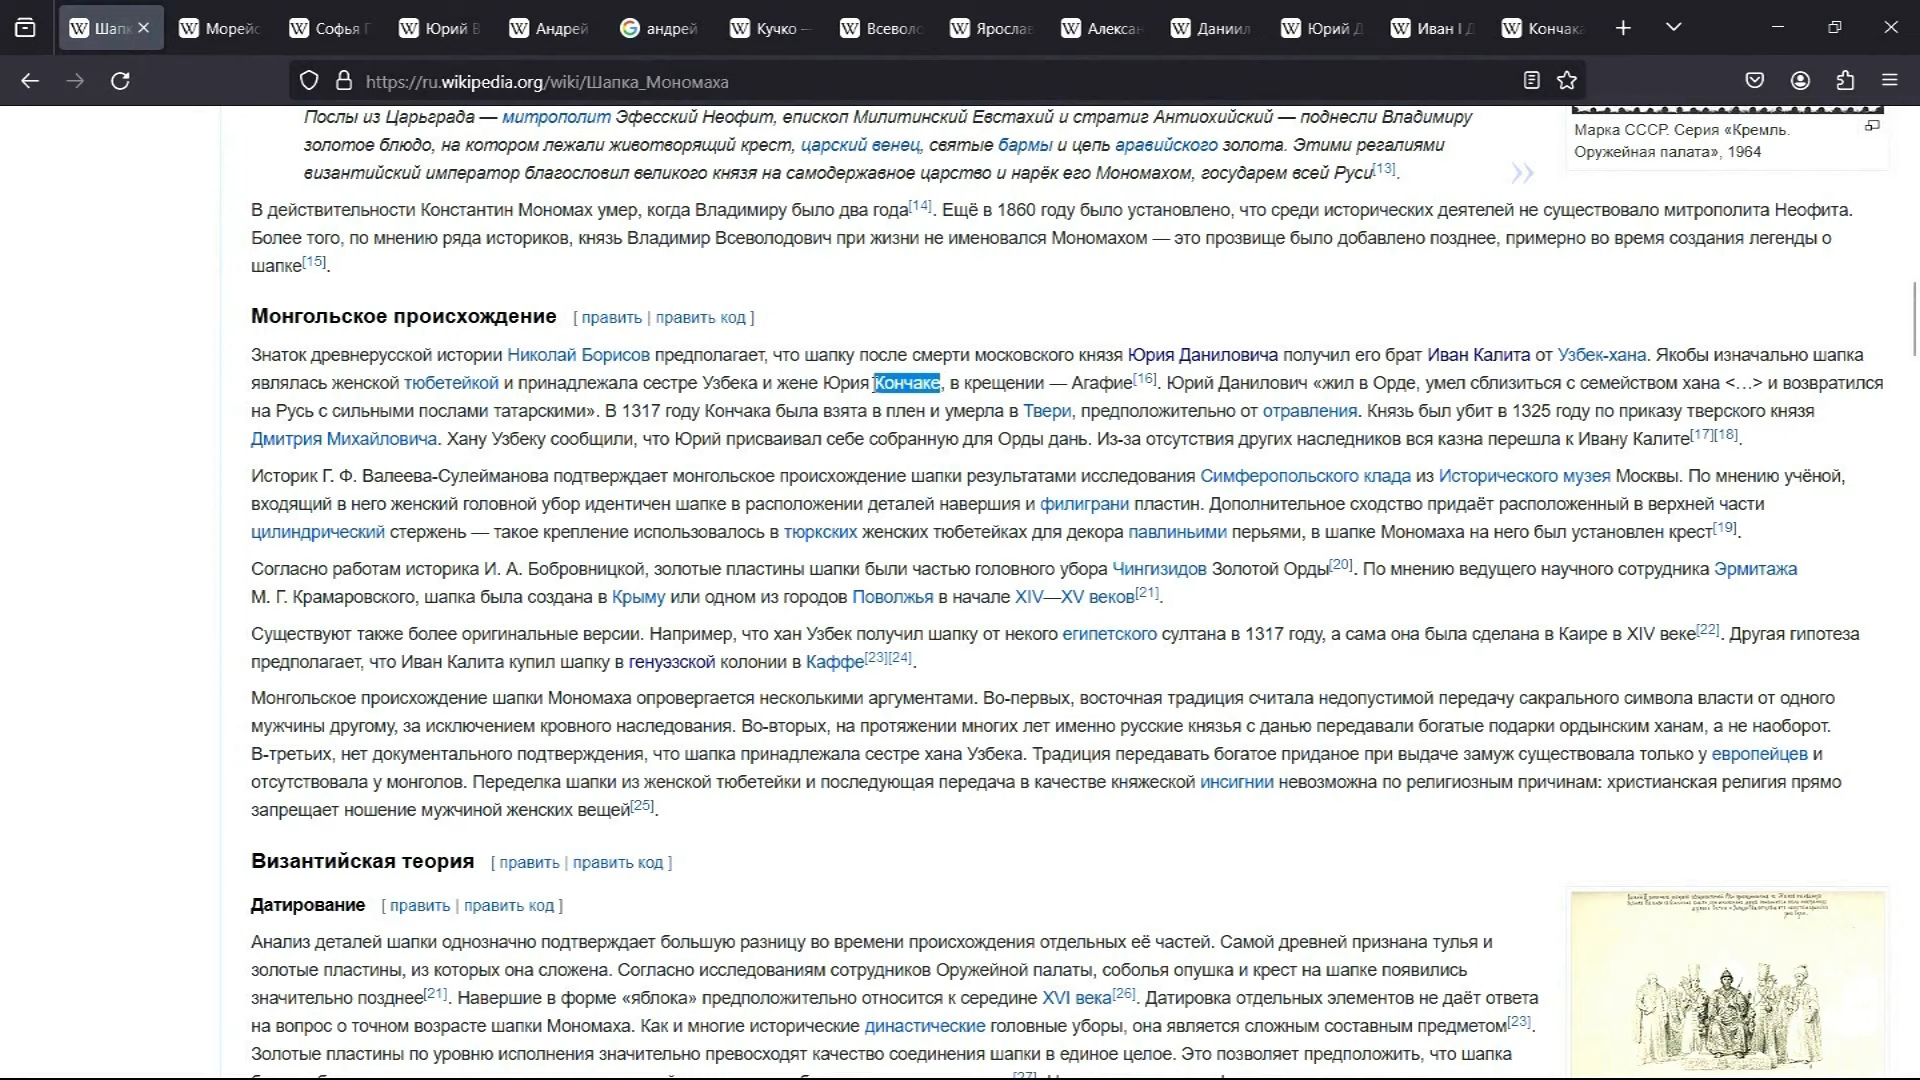 Шапк
Морейс
Софья П
Юрий В
Андрей
андрей
Кучко —
Всеволо
Ярослав
Алексан
Даниил
Юрий Д
Иван I Д
Кончака
https://ru.wikipedia.org/wiki/Шапка_Мономаха
Послы из Царьграда — митрополит Эфесский Неофит, епископ Милитинский Евстахий и стратиг Антиохийский — поднесли Владимиру
золотое блюдо, на котором лежали животворящий крест, царский венец, святые бармы и цепь аравийского золота. Этими регалиями
византийский император благословил великого князя на самодержавное царство и нарёк его Мономахом, государем всей Руси[13].
»
Марка СССР. Серия «Кремль.
Оружейная палата», 1964
В действительности Константин Мономах умер, когда Владимиру было два года[14]. Ещё в 1860 году было установлено, что среди исторических деятелей не существовало митрополита Неофита.
Более того, по мнению ряда историков, князь Владимир Всеволодович при жизни не именовался Мономахом — это прозвище было добавлено позднее, примерно во время создания легенды о
шапке[15].
Монгольское происхождение [ править | править код ]
Знаток древнерусской истории Николай Борисов предполагает, что шапку после смерти московского князя Юрия Даниловича получил его брат Иван Калита от Узбек-хана. Якобы изначально шапка
являлась женской тюбетейкой и принадлежала сестре Узбека и жене Юрия Кончаке, в крещении — Агафие[16]. Юрий Данилович «жил в Орде, умел сблизиться с семейством хана <…> и возвратился
на Русь с сильными послами татарскими». В 1317 году Кончака была взята в плен и умерла в Твери, предположительно от отравления. Князь был убит в 1325 году по приказу тверского князя
Дмитрия Михайловича. Хану Узбеку сообщили, что Юрий присваивал себе собранную для Орды дань. Из-за отсутствия других наследников вся казна перешла к Ивану Калите[17][18].
Историк Г. Ф. Валеева-Сулейманова подтверждает монгольское происхождение шапки результатами исследования Симферопольского клада из Исторического музея Москвы. По мнению учёной,
входящий в него женский головной убор идентичен шапке в расположении деталей навершия и филиграни пластин. Дополнительное сходство придаёт расположенный в верхней части
цилиндрический стержень — такое крепление использовалось в тюркских женских тюбетейках для декора павлиньими перьями, в шапке Мономаха на него был установлен крест[19].
Согласно работам историка И. А. Бобровницкой, золотые пластины шапки были частью головного убора Чингизидов Золотой Орды[20]. По мнению ведущего научного сотрудника Эрмитажа
М. Г. Крамаровского, шапка была создана в Крыму или одном из городов Поволжья в начале XIV—XV веков[21].
Существуют также более оригинальные версии. Например, что хан Узбек получил шапку от некого египетского султана в 1317 году, а сама она была сделана в Каире в XIV веке[22]. Другая гипотеза
предполагает, что Иван Калита купил шапку в генуэзской колонии в Каффе[23][24].
Монгольское происхождение шапки Мономаха опровергается несколькими аргументами. Во-первых, восточная традиция считала недопустимой передачу сакрального символа власти от одного
мужчины другому, за исключением кровного наследования. Во-вторых, на протяжении многих лет именно русские князья с данью передавали богатые подарки ордынским ханам, а не наоборот.
В-третьих, нет документального подтверждения, что шапка принадлежала сестре хана Узбека. Традиция передавать богатое приданое при выдаче замуж существовала только у европейцев и
отсутствовала у монголов. Переделка шапки из женской тюбетейки и последующая передача в качестве княжеской инсигнии невозможна по религиозным причинам: христианская религия прямо
запрещает ношение мужчиной женских вещей[25].
Византийская теория [ править | править код ]
Датирование [ править | править код ]
Анализ деталей шапки однозначно подтверждает большую разницу во времени происхождения отдельных её частей. Самой древней признана тулья и
золотые пластины, из которых она сложена. Согласно исследованиям сотрудников Оружейной палаты, соболья опушка и крест на шапке появились
значительно позднее[21]. Навершие в форме «яблока» предположительно относится к середине XVI века[26]. Датировка отдельных элементов не даёт ответа
на вопрос о точном возрасте шапки Мономаха. Как и многие исторические династические головные уборы, она является сложным составным предметом[23].
Золотые пластины по уровню исполнения значительно превосходят качество соединения шапки в единое целое. Это позволяет предположить, что шапка
[27]